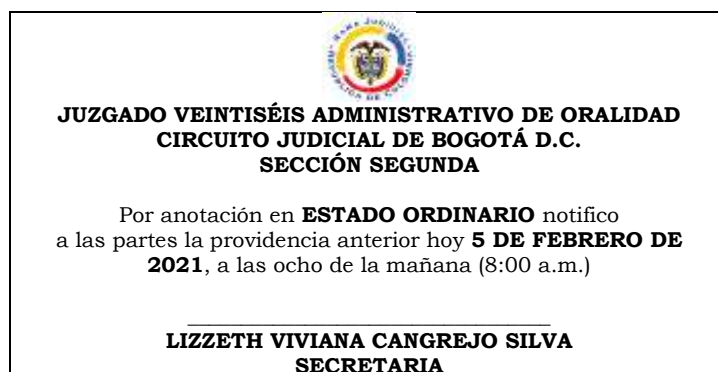 JUZGADO VEINTISÉIS ADMINISTRATIVO DE ORALIDAD
CIRCUITO JUDICIAL DE BOGOTÁ D.C.
SECCIÓN SEGUNDA
Por anotación en ESTADO ORDINARIO notifico
a las partes la providencia anterior hoy 5 DE FEBRERO DE
2021, a las ocho de la mañana (8:00 a.m.)
LIZZETH VIVIANA CANGREJO SILVA
SECRETARIA